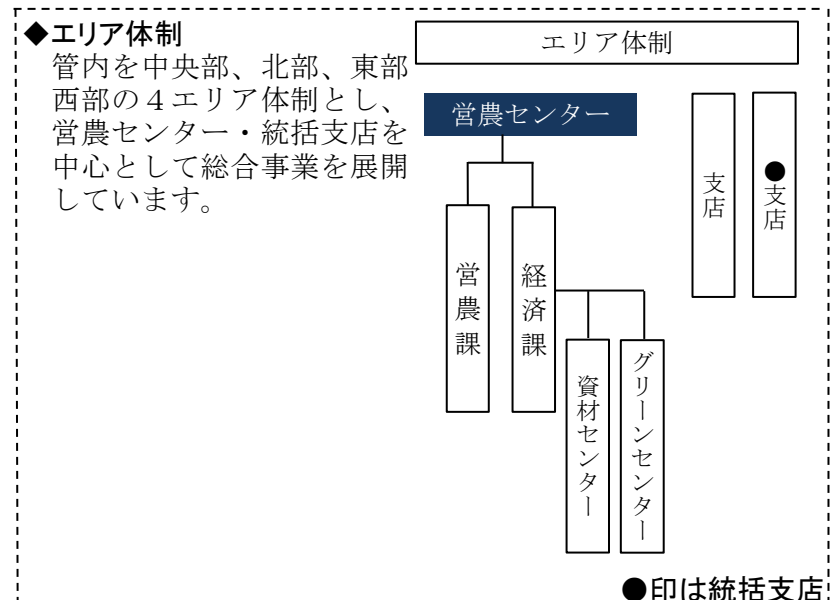 ◆エリア体制
管内を中央部、北部、東部
西部の４エリア体制とし、
営農センター・統括支店を
中心として総合事業を展開
しています。
エリア体制
営農センター
営農課
経済課
資材センター
グリーンセンター
支店
●支店
●印は統括支店